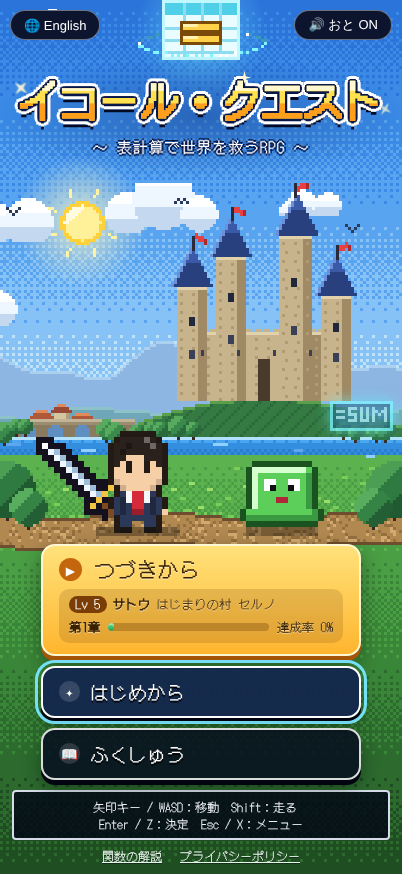 English
おと ON
イコール・クエスト
～ 表計算で世界を救うRPG ～
=SUM
つづきから
Lv 5 サトウ はじまりの村 セルノ
第1章 達成率 0%
はじめから
ふくしゅう
矢印キー / WASD：移動 Shift：走る
Enter / Z：決定 Esc / X：メニュー
関数の解説 プライバシーポリシー